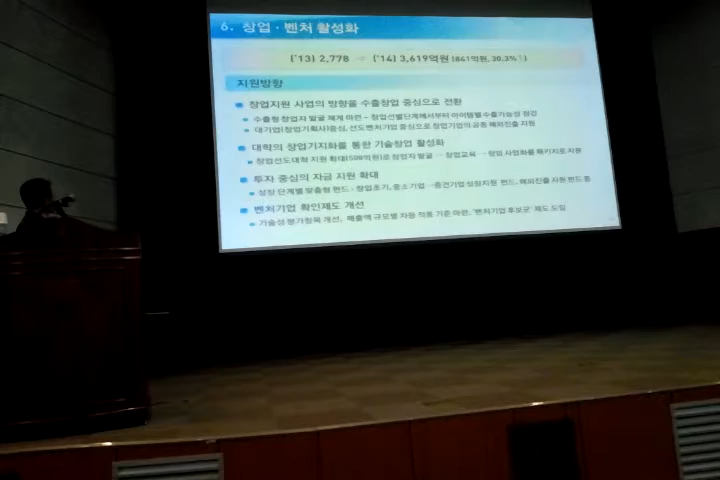 6. 창업·벤처 활성화
('13) 2,778 ⇨ ('14) 3,619억원 (841억원, 30.3%↑)
지원방향
창업지원 사업의 방향을 수출창업 중심으로 전환
수출형 창업자 발굴 체계 마련 - 창업선별단계에서부터 아이템별 수출가능성 점검
대기업(창업기획사)중심, 선도벤처기업 중심으로 창업기업의 공동 해외진출 지원
대학의 창업기지화를 통한 기술창업 활성화
창업선도대학 지원 확대(508억원)로 창업자 발굴 → 창업교육 → 창업 사업화를 패키지로 지원
투자 중심의 자금 지원 확대
성장 단계별 맞춤형 펀드 : 창업초기, 중소기업→중견기업 성장지원 펀드, 해외진출 지원 펀드 등
벤처기업 확인제도 개선
기술성 평가항목 개선, 매출액 규모별 차등 적용 기준 마련, '벤처기업 후보군' 제도 도입